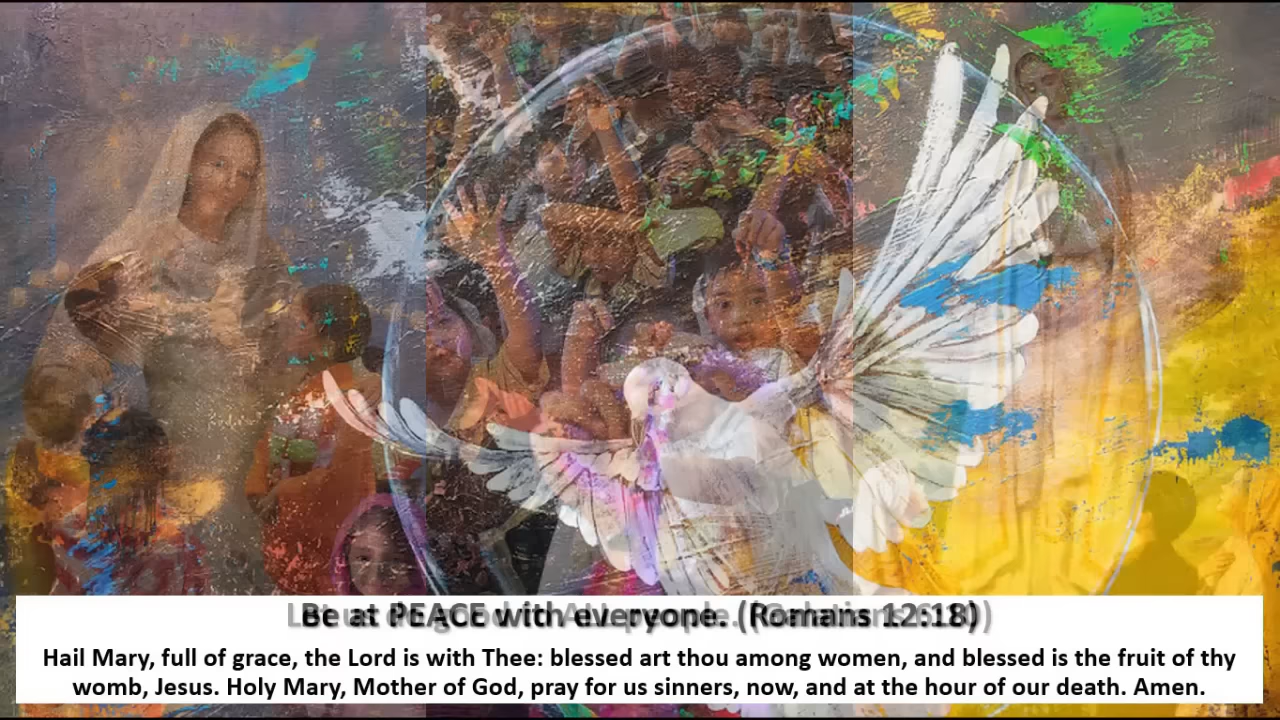 Be at PEACE with everyone. (Romans 12:18)
Hail Mary, full of grace, the Lord is with Thee: blessed art thou among women, and blessed is the fruit of thy
womb, Jesus. Holy Mary, Mother of God, pray for us sinners, now, and at the hour of our death. Amen.